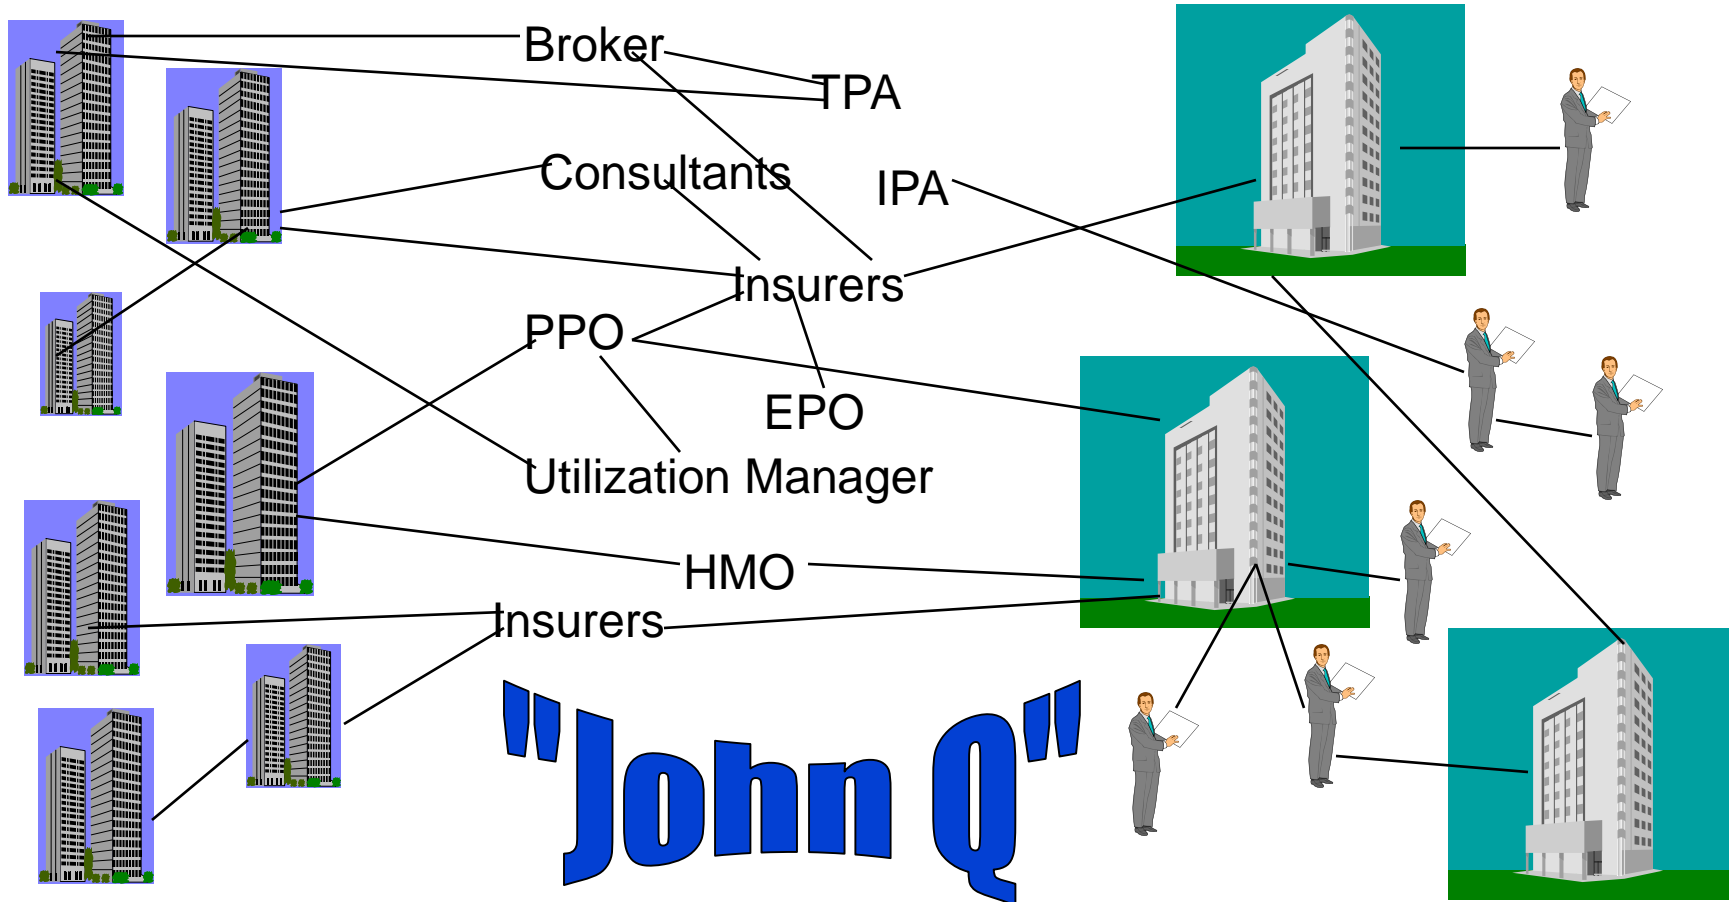 Broker
TPA
Consultants
IPA
Insurers
PPO
EPO
Utilization Manager
HMO
Insurers
"John Q"